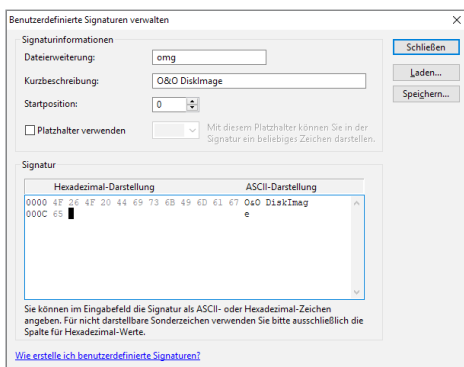 Benutzerdefinierte Signaturen verwalten
Signaturinformationen
Dateierweiterung: omg
Kurzbeschreibung: O&O DiskImage
Startposition: 0
Platzhalter verwenden
Mit diesem Platzhalter können Sie in der
Signatur ein beliebiges Zeichen darstellen.
Schließen
Laden...
Speichern...
Signatur
Hexadezimal-Darstellung ASCII-Darstellung
0000 4F 26 4F 20 44 69 73 6B 49 6D 61 67 O&O DiskImag
000C 65 e
Sie können im Eingabefeld die Signatur als ASCII- oder Hexadezimal-Zeichen
angeben. Für nicht darstellbare Sonderzeichen verwenden Sie bitte ausschließlich die
Spalte für Hexadezimal-Werte.
Wie erstelle ich benutzerdefinierte Signaturen?